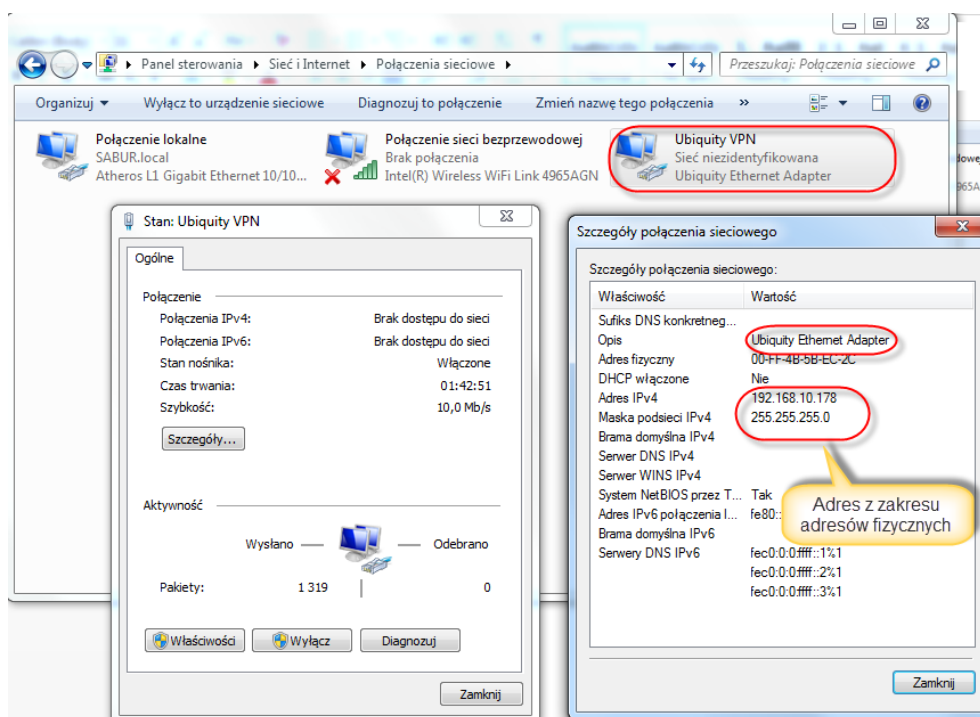 Panel sterowania ▸ Sieć i Internet ▸ Połączenia sieciowe ▸
Przeszukaj: Połączenia sieciowe
Organizuj Wyłącz to urządzenie sieciowe Diagnozuj to połączenie Zmień nazwę tego połączenia »
Połączenie lokalne
SABUR.local
Atheros L1 Gigabit Ethernet 10/10...
Połączenie sieci bezprzewodowej
Brak połączenia
Intel(R) Wireless WiFi Link 4965AGN
Ubiquity VPN
Sieć niezidentyfikowana
Ubiquity Ethernet Adapter
965A
Stan: Ubiquity VPN
Ogólne
Połączenie
Połączenia IPv4: Brak dostępu do sieci
Połączenia IPv6: Brak dostępu do sieci
Stan nośnika: Włączone
Czas trwania: 01:42:51
Szybkość: 10,0 Mb/s
Szczegóły...
Aktywność
Wysłano — — Odebrano
Pakiety: 1 319 | 0
Właściwości Wyłącz Diagnozuj
Zamknij
Szczegóły połączenia sieciowego
Szczegóły połączenia sieciowego:
Właściwość Wartość
Sufiks DNS konkretneg...
Opis Ubiquity Ethernet Adapter
Adres fizyczny 00-FF-4B-5B-EC-2C
DHCP włączone Nie
Adres IPv4 192.168.10.178
Maska podsieci IPv4 255.255.255.0
Brama domyślna IPv4
Serwer DNS IPv4
Serwer WINS IPv4
System NetBIOS przez T... Tak
Adres IPv6 połączenia l... fe80::
Brama domyślna IPv6
Serwery DNS IPv6 fec0:0:0:ffff::1%1
fec0:0:0:ffff::2%1
fec0:0:0:ffff::3%1
Adres z zakresu
adresów fizycznych
Zamknij